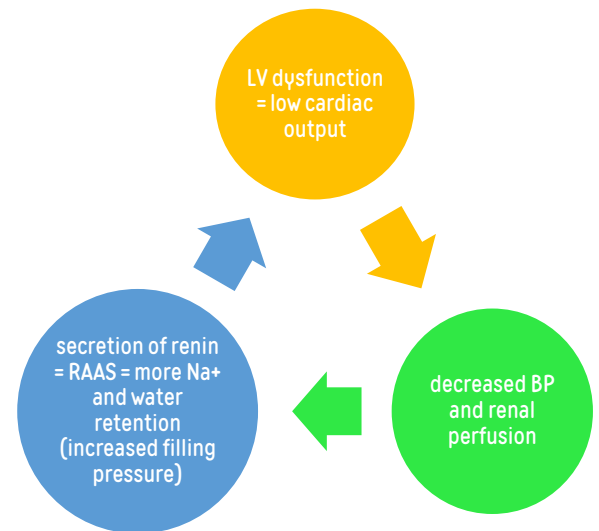 LV dysfunction
= low cardiac
output
decreased BP
and renal
perfusion
secretion of renin
= RAAS = more Na+
and water
retention
(increased filling
pressure)